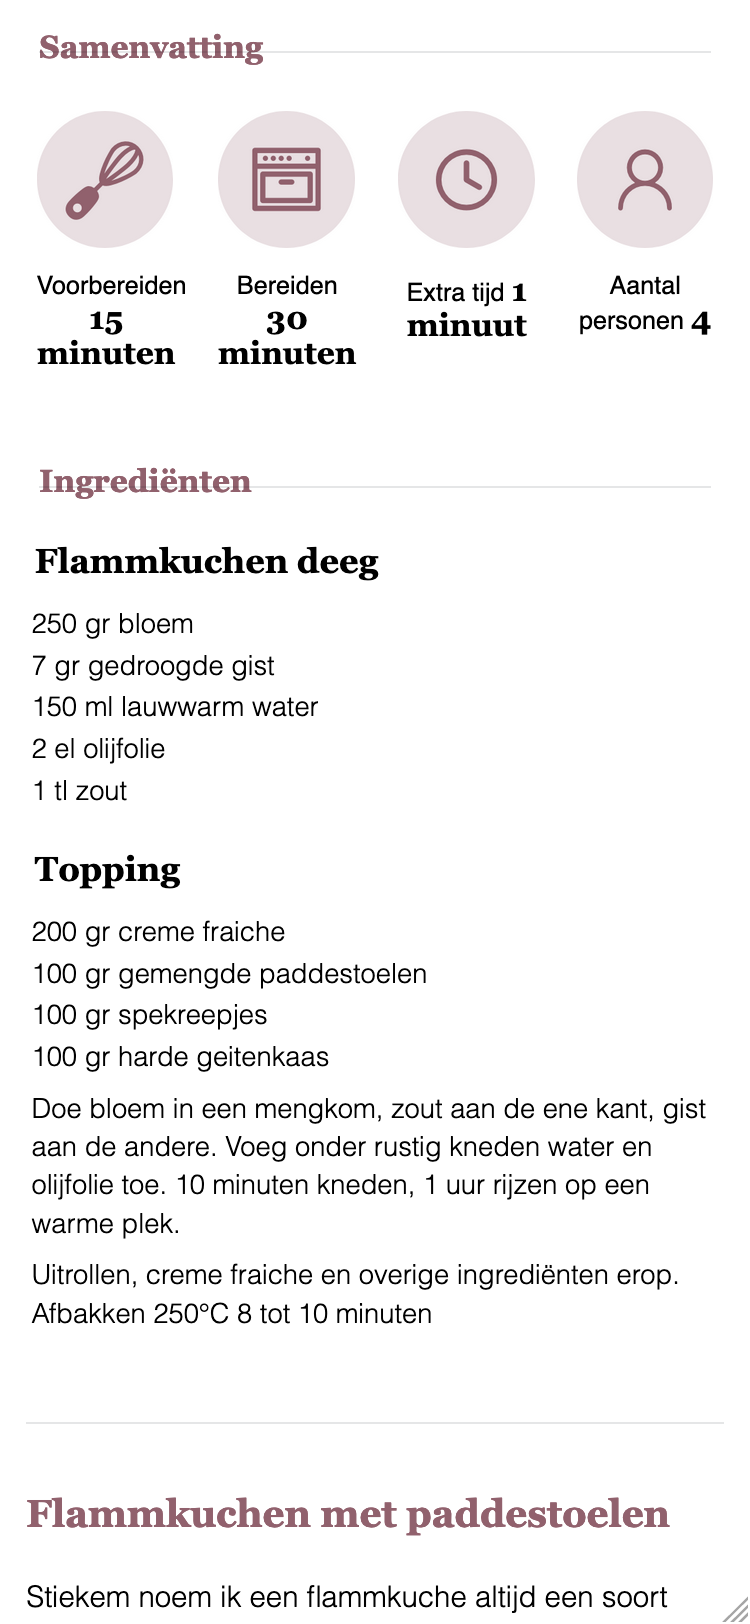 Samenvatting
Voorbereiden
15
minuten
Bereiden
30
minuten
Extra tijd 1
minuut
Aantal
personen 4
Ingrediënten
Flammkuchen deeg
250 gr bloem
7 gr gedroogde gist
150 ml lauwwarm water
2 el olijfolie
1 tl zout
Topping
200 gr creme fraiche
100 gr gemengde paddestoelen
100 gr spekreepjes
100 gr harde geitenkaas
Doe bloem in een mengkom, zout aan de ene kant, gist
aan de andere. Voeg onder rustig kneden water en
olijfolie toe. 10 minuten kneden, 1 uur rijzen op een
warme plek.
Uitrollen, creme fraiche en overige ingrediënten erop.
Afbakken 250°C 8 tot 10 minuten
Flammkuchen met paddestoelen
Stiekem noem ik een flammkuche altijd een soort